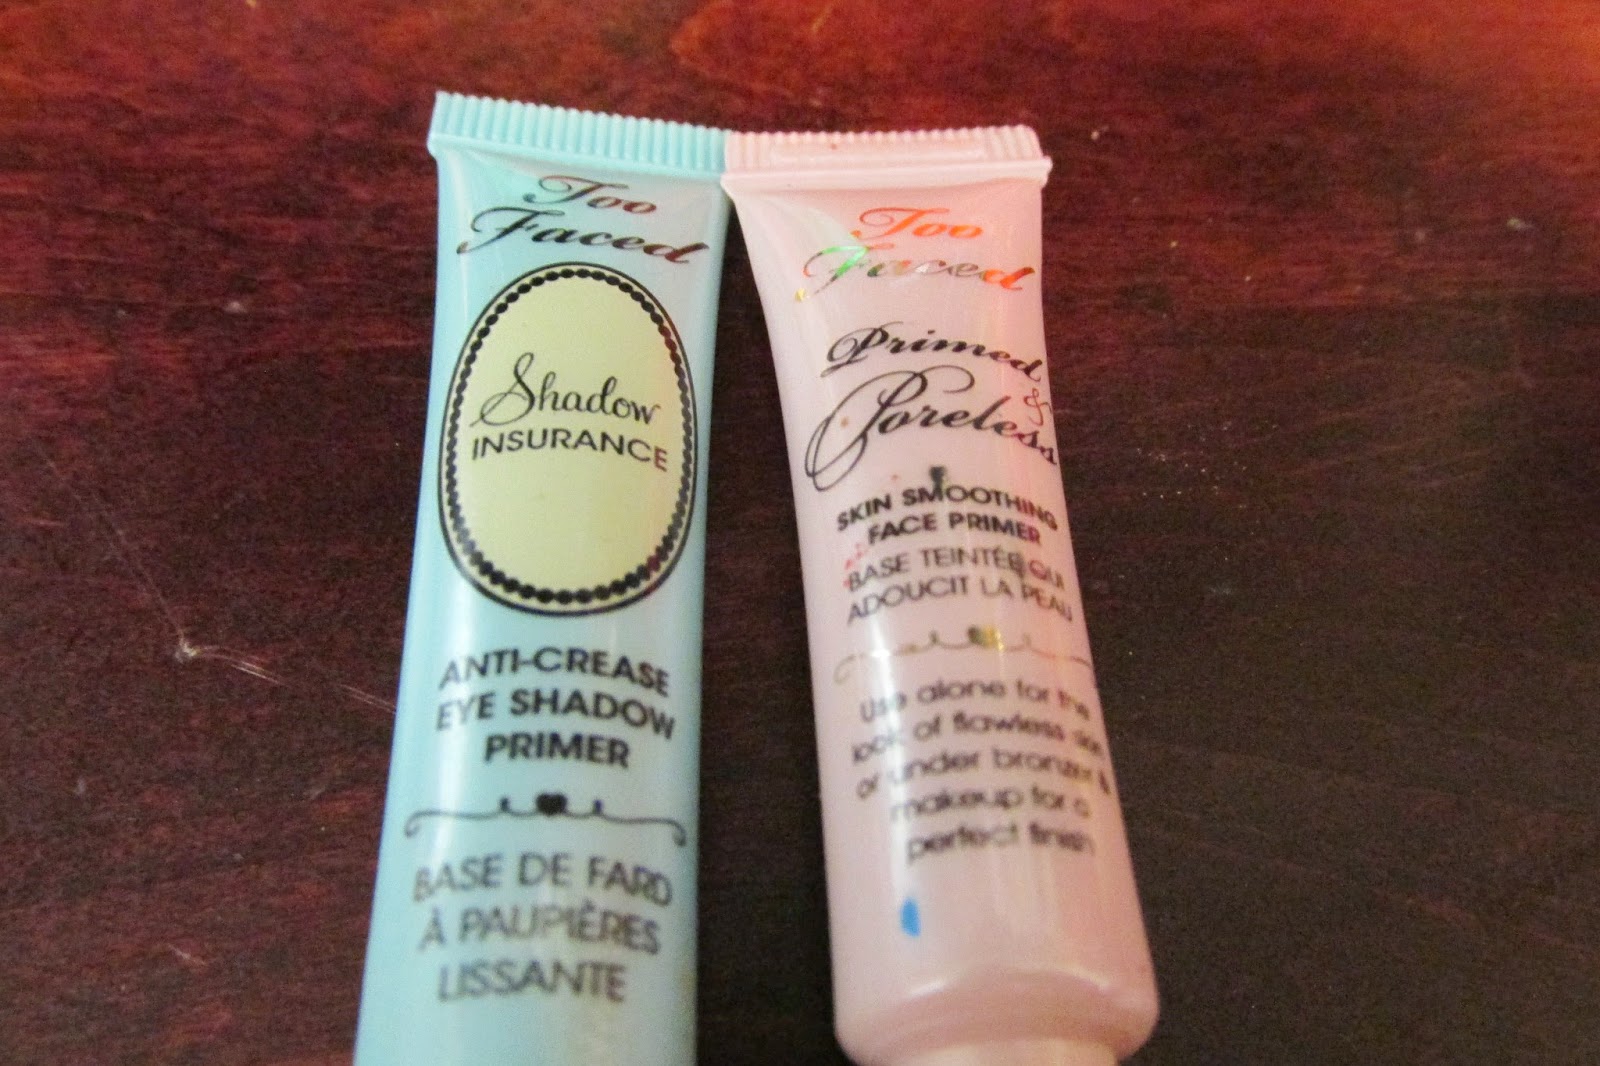 Too
Faced
Shadow
INSURANCE
ANTI-CREASE
EYE SHADOW
PRIMER
BASE DE FARD
À PAUPIÈRES
LISSANTE
Too
Faced
Primed
&
Poreless
SKIN SMOOTHING
FACE PRIMER
BASE TEINTÉE QUI
ADOUCIT LA PEAU
Use alone for the
look of flawless skin
or under bronzer &
makeup for a
perfect finish